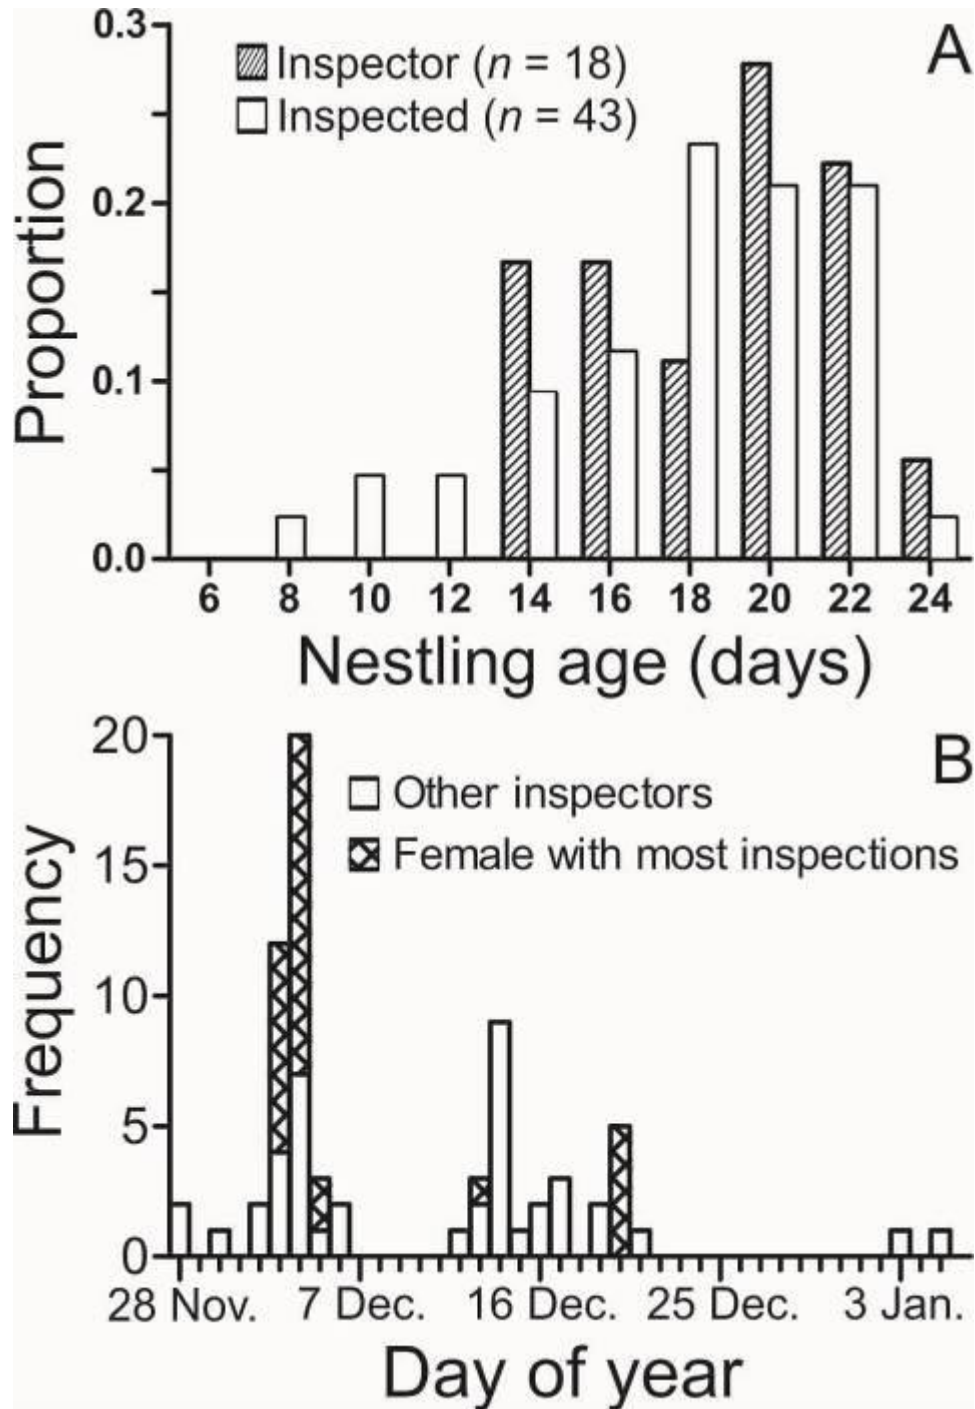 0.3
A
Inspector (n = 18)
Inspected (n = 43)
0.2
0.1
0.0
Proportion
6 8 10 12 14 16 18 20 22 24
Nestling age (days)
20
B
Other inspectors
Female with most inspections
15
10
5
0
Frequency
28 Nov. 7 Dec. 16 Dec. 25 Dec. 3 Jan.
Day of year